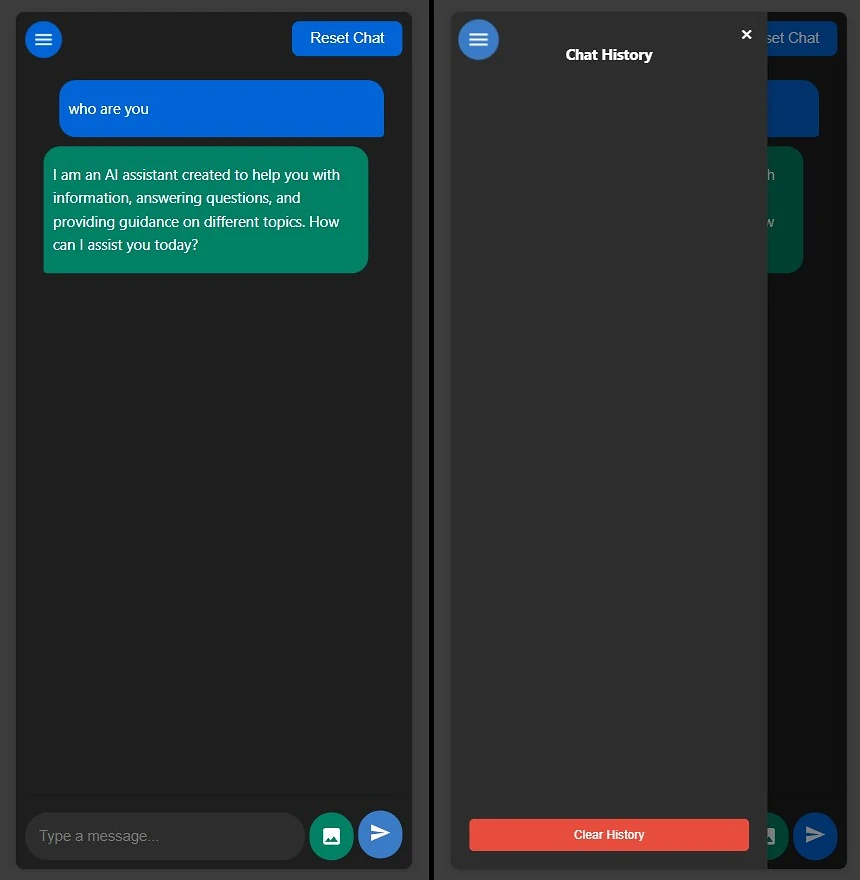 Reset Chat
who are you
I am an AI assistant created to help you with
information, answering questions, and
providing guidance on different topics. How
can I assist you today?
Type a message...
set Chat
×
Chat History
h
w
Clear History